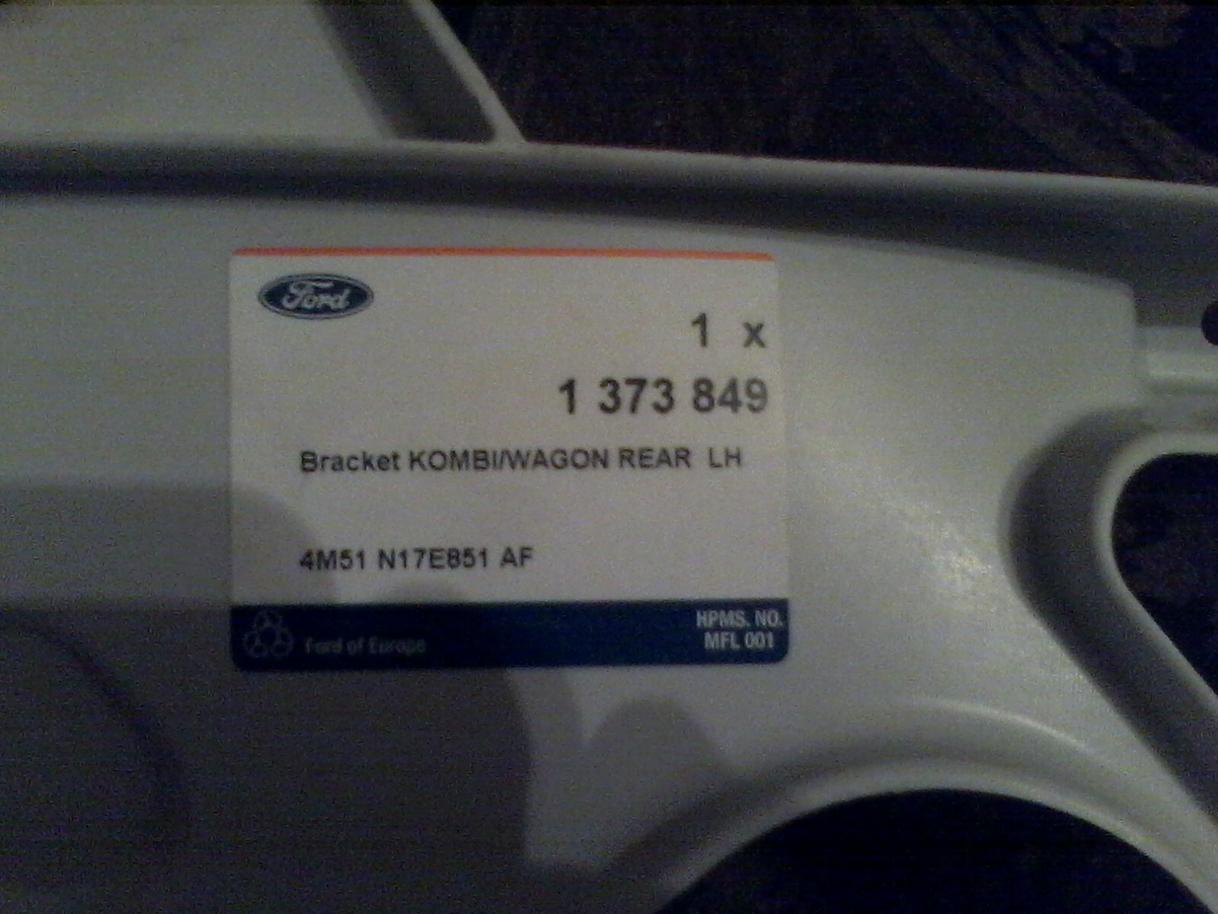 Ford
1 x
1 373 849
Bracket KOMBI/WAGON REAR LH
4M51 N17E851 AF
Ford of Europe
HPMS. NO.
MFL 001